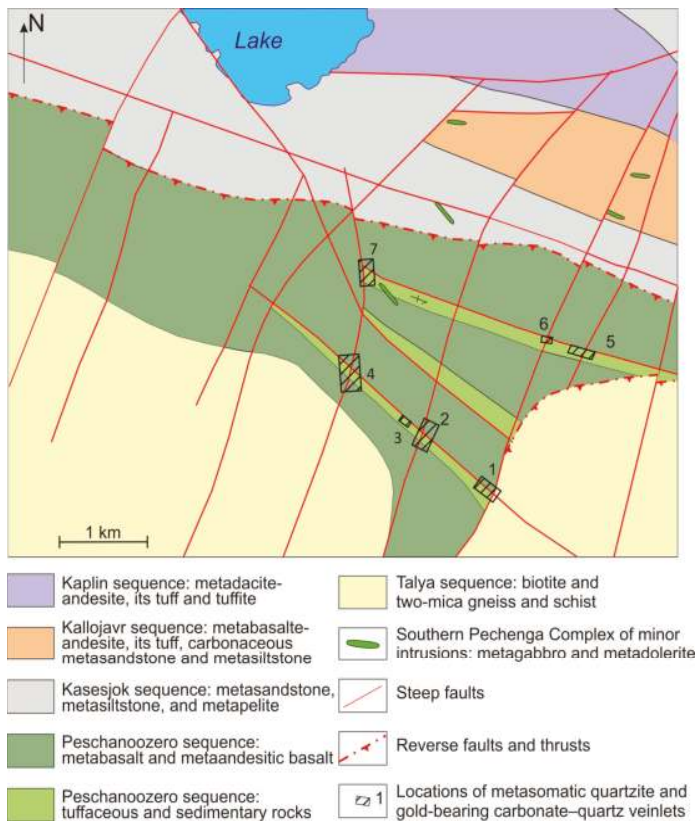 N
Lake
7
6
5
4
2
3
1
1 km
Kaplin sequence: metadacite-
andesite, its tuff and tuffite
Kallojavr sequence: metabasalte-
andesite, its tuff, carbonaceous
metasandstone and metasiltstone
Kasesjok sequence: metasandstone,
metasiltstone, and metapelite
Peschanoozero sequence:
metabasalt and metaandesitic basalt
Peschanoozero sequence:
tuffaceous and sedimentary rocks
Talya sequence: biotite and
two-mica gneiss and schist
Southern Pechenga Complex of minor
intrusions: metagabbro and metadolerite
Steep faults
Reverse faults and thrusts
1
Locations of metasomatic quartzite and
gold-bearing carbonate–quartz veinlets